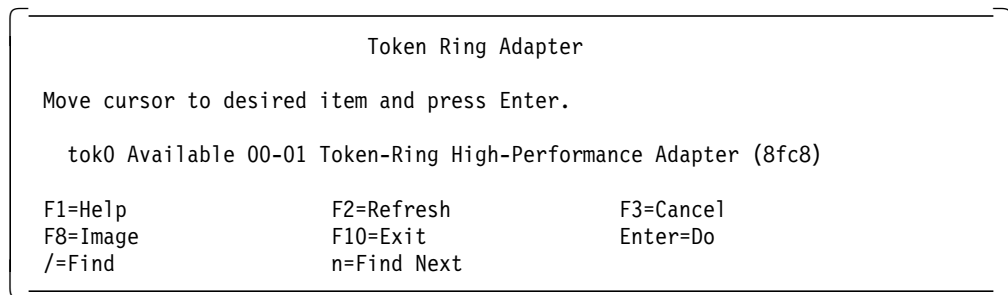 Token Ring Adapter
Move cursor to desired item and press Enter.
tok0 Available 00-01 Token-Ring High-Performance Adapter (8fc8)
F1=Help F2=Refresh F3=Cancel
F8=Image F10=Exit Enter=Do
/=Find n=Find Next